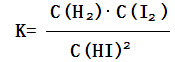 K= C(H₂)·C(I₂)
C(HI)²